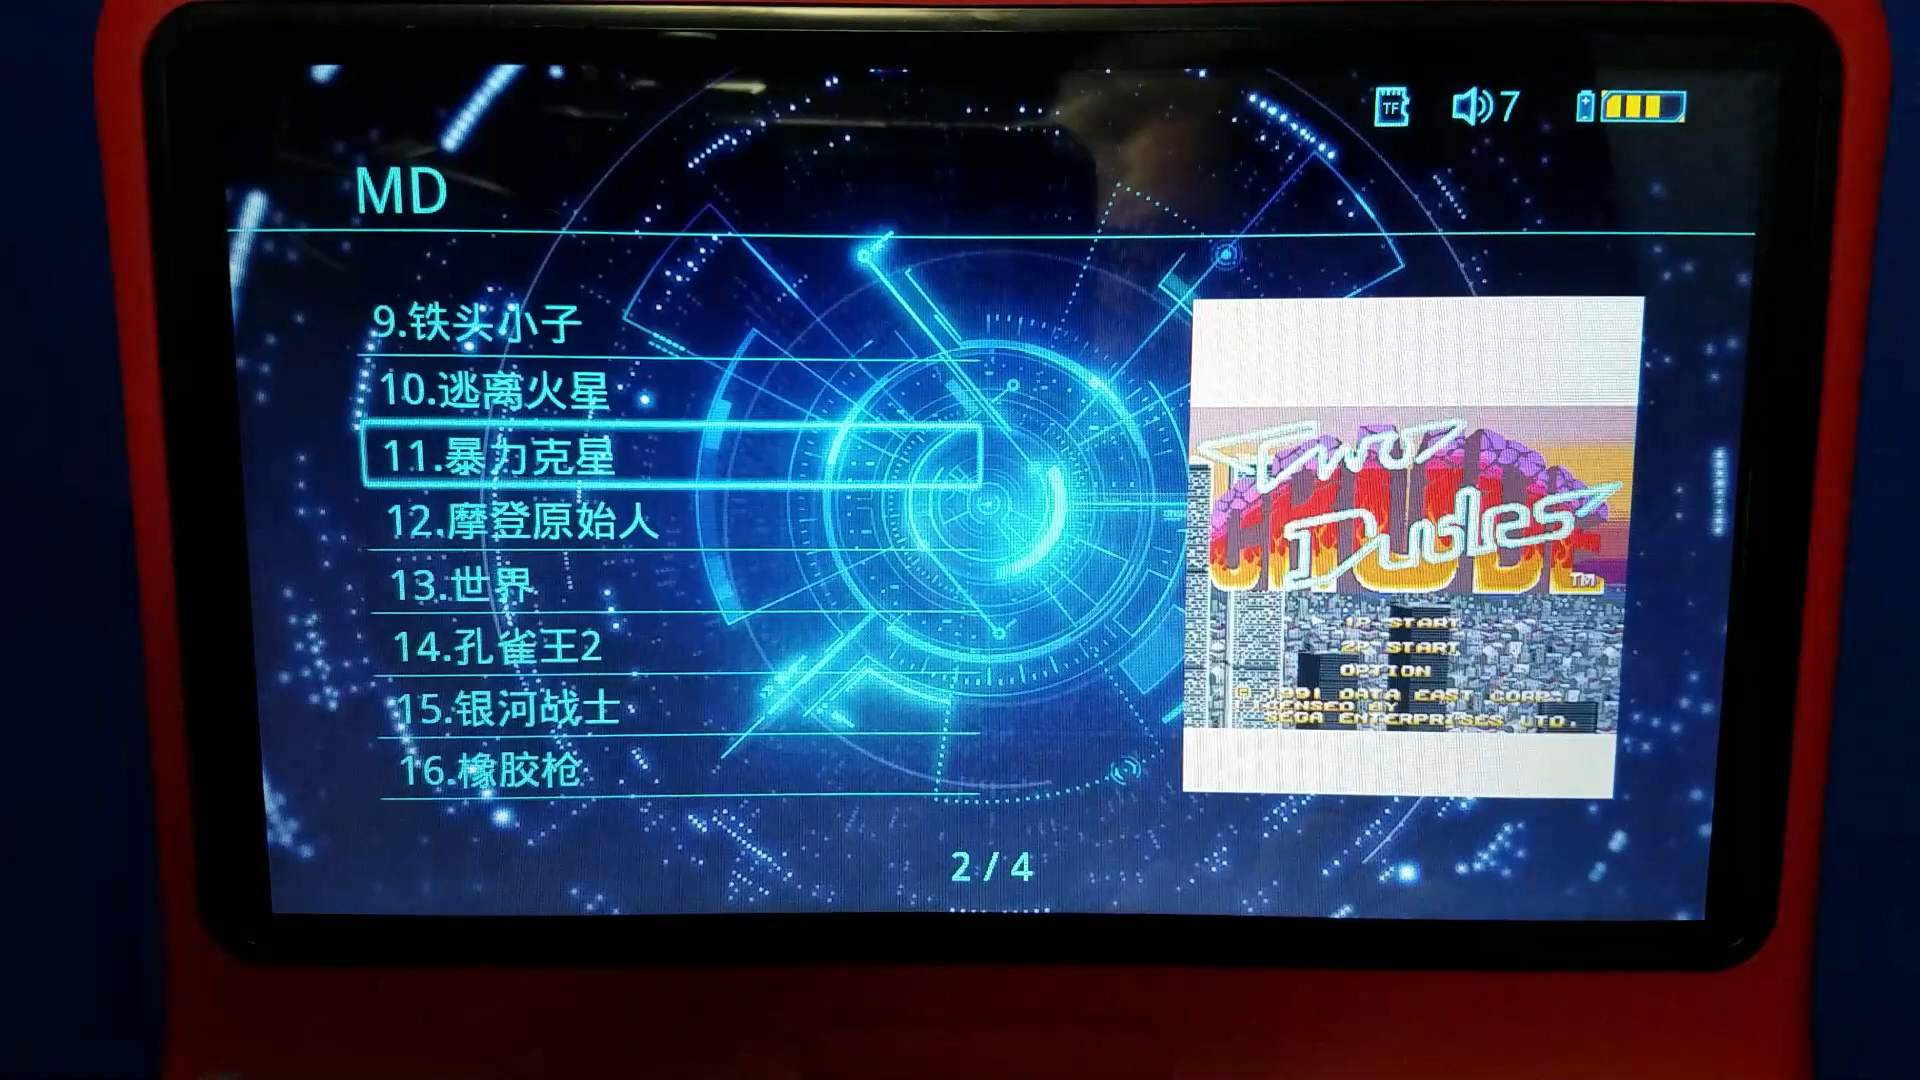 TF
7
MD
9.铁头小子
10.逃离火星
11.暴力克星
12.摩登原始人
13.世界
14.孔雀王2
15.银河战士
16.橡胶枪
Two
CRUDE
Dudes
TM
1P START
2P START
OPTION
© 1991 DATA EAST CORP.
LICENSED BY
SEGA ENTERPRISES LTD.
2 / 4